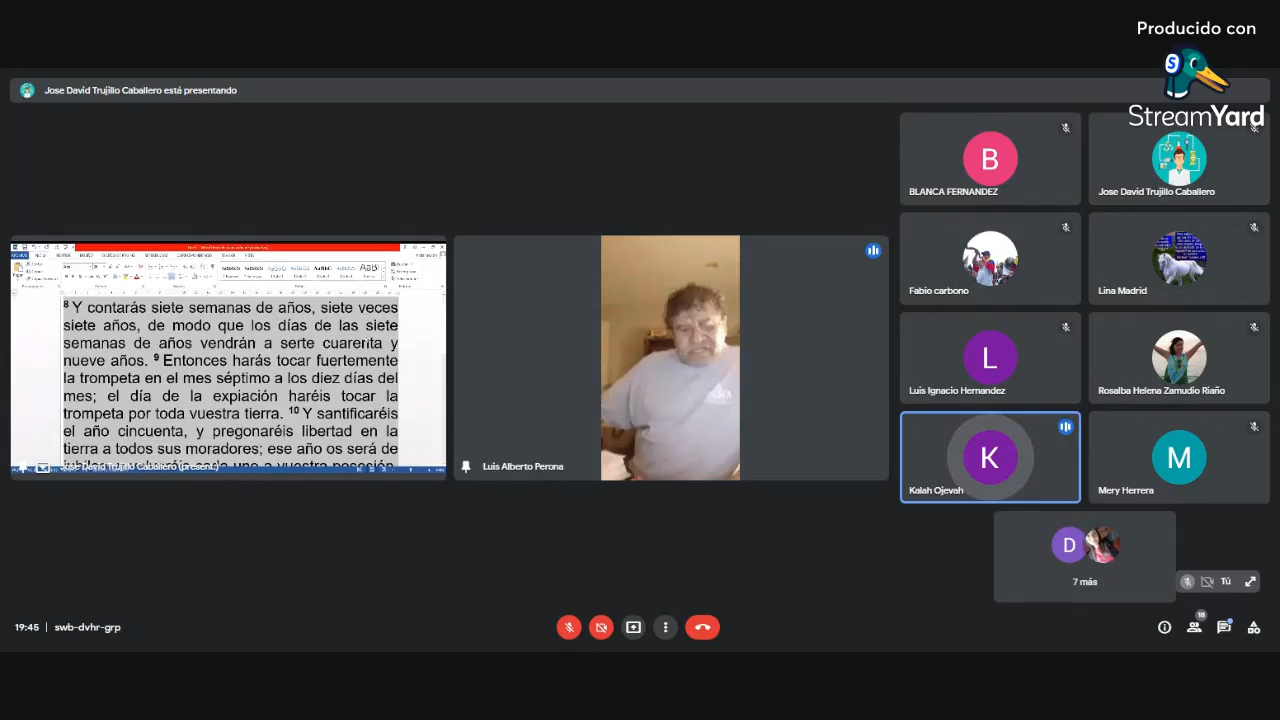 Producido con
StreamYard
Jose David Trujillo Caballero está presentando
BLANCA FERNANDEZ
Jose David Trujillo Caballero
Fabio carbono
Lina Madrid
L
Luis Ignacio Hernandez
Rosalba Helena Zamudio Riaño
K
Kalah Ojevah
M
Mery Herrera
B
D
7 más
Tú
8 Y contarás siete semanas de años, siete veces
siete años, de modo que los días de las siete
semanas de años vendrán a serte cuarenta y
nueve años. 9 Entonces harás tocar fuertemente
la trompeta en el mes séptimo a los diez días del
mes; el día de la expiación haréis tocar la
trompeta por toda vuestra tierra. 10 Y santificaréis
el año cincuenta, y pregonaréis libertad en la
tierra a todos sus moradores; ese año os será de
Jose David Trujillo Caballero (present.)
Luis Alberto Perona
19:45 | swb-dvhr-grp
18